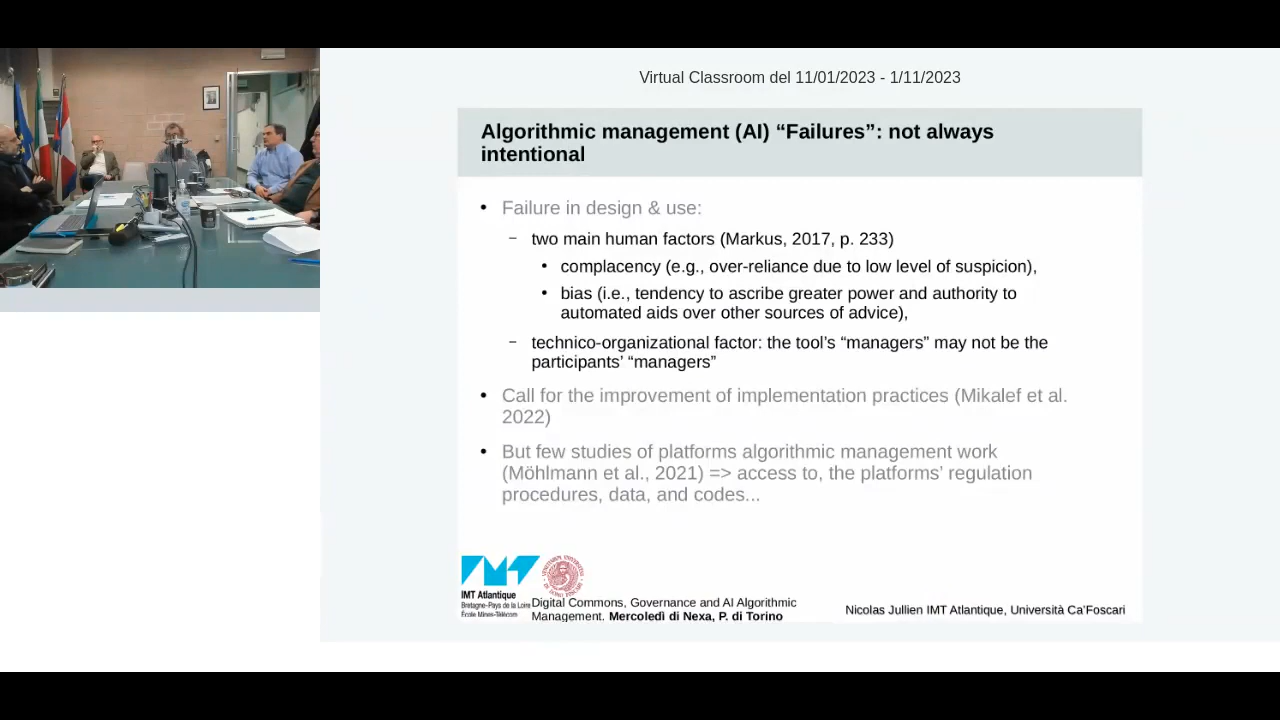 Virtual Classroom del 11/01/2023 - 1/11/2023
Algorithmic management (AI) “Failures”: not always
intentional
• Failure in design & use:
– two main human factors (Markus, 2017, p. 233)
• complacency (e.g., over-reliance due to low level of suspicion),
• bias (i.e., tendency to ascribe greater power and authority to
automated aids over other sources of advice),
– technico-organizational factor: the tool’s “managers” may not be the
participants’ “managers”
• Call for the improvement of implementation practices (Mikalef et al.
2022)
• But few studies of platforms algorithmic management work
(Möhlmann et al., 2021) => access to, the platforms’ regulation
procedures, data, and codes...
IMT Atlantique
Bretagne-Pays de la Loire
École Mines-Télécom
Digital Commons, Governance and AI Algorithmic
Management, Mercoledì di Nexa, P. di Torino
Nicolas Jullien IMT Atlantique, Università Ca’Foscari